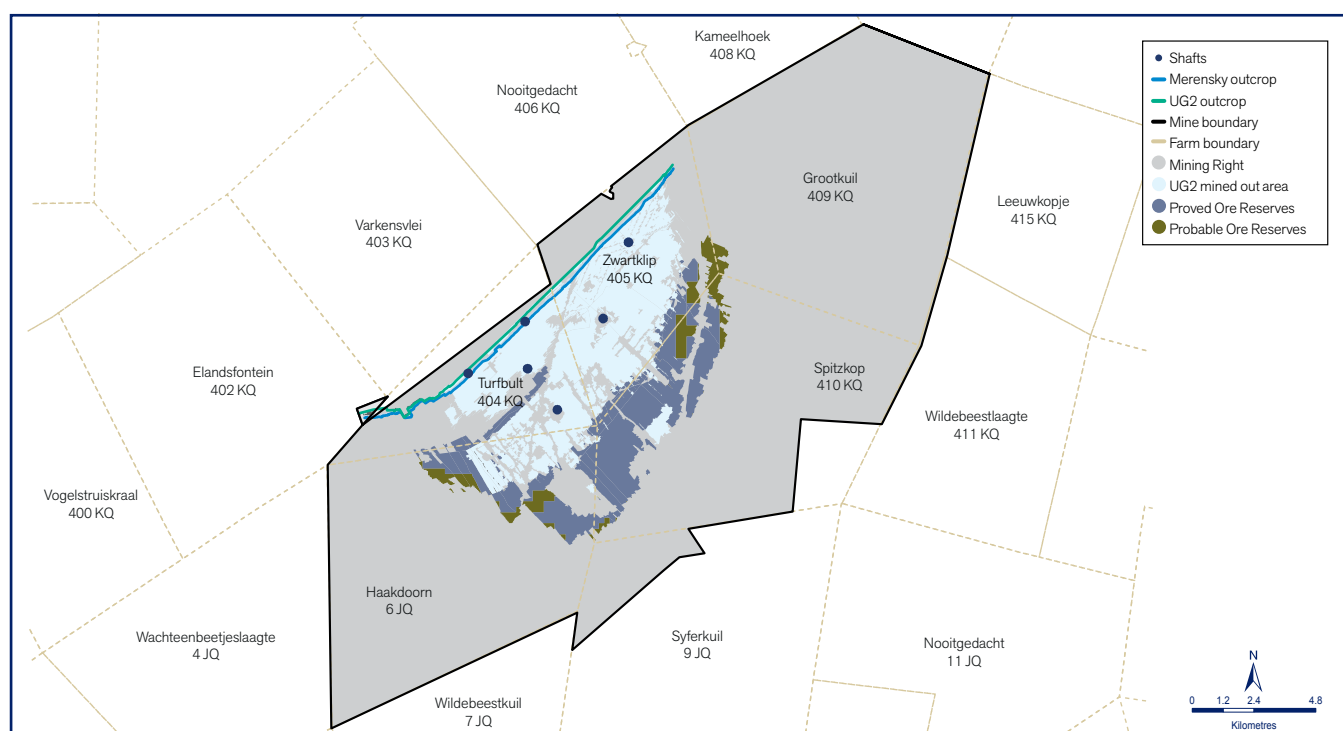 Kameelhoek
408 KQ
Nooitgedacht
406 KQ
Grootkuil
409 KQ
Leeuwkopje
415 KQ
Varkensvlei
403 KQ
Zwartklip
405 KQ
Elandsfontein
402 KQ
Turfbult
404 KQ
Spitzkop
410 KQ
Wildebeestlaagte
411 KQ
Vogelstruiskraal
400 KQ
Haakdoorn
6 JQ
Wachteenbeetjeslaagte
4 JQ
Syferkuil
9 JQ
Nooitgedacht
11 JQ
Wildebeestkuil
7 JQ
Shafts
Merensky outcrop
UG2 outcrop
Mine boundary
Farm boundary
Mining Right
UG2 mined out area
Proved Ore Reserves
Probable Ore Reserves
N
0 1.2 2.4 4.8
Kilometres